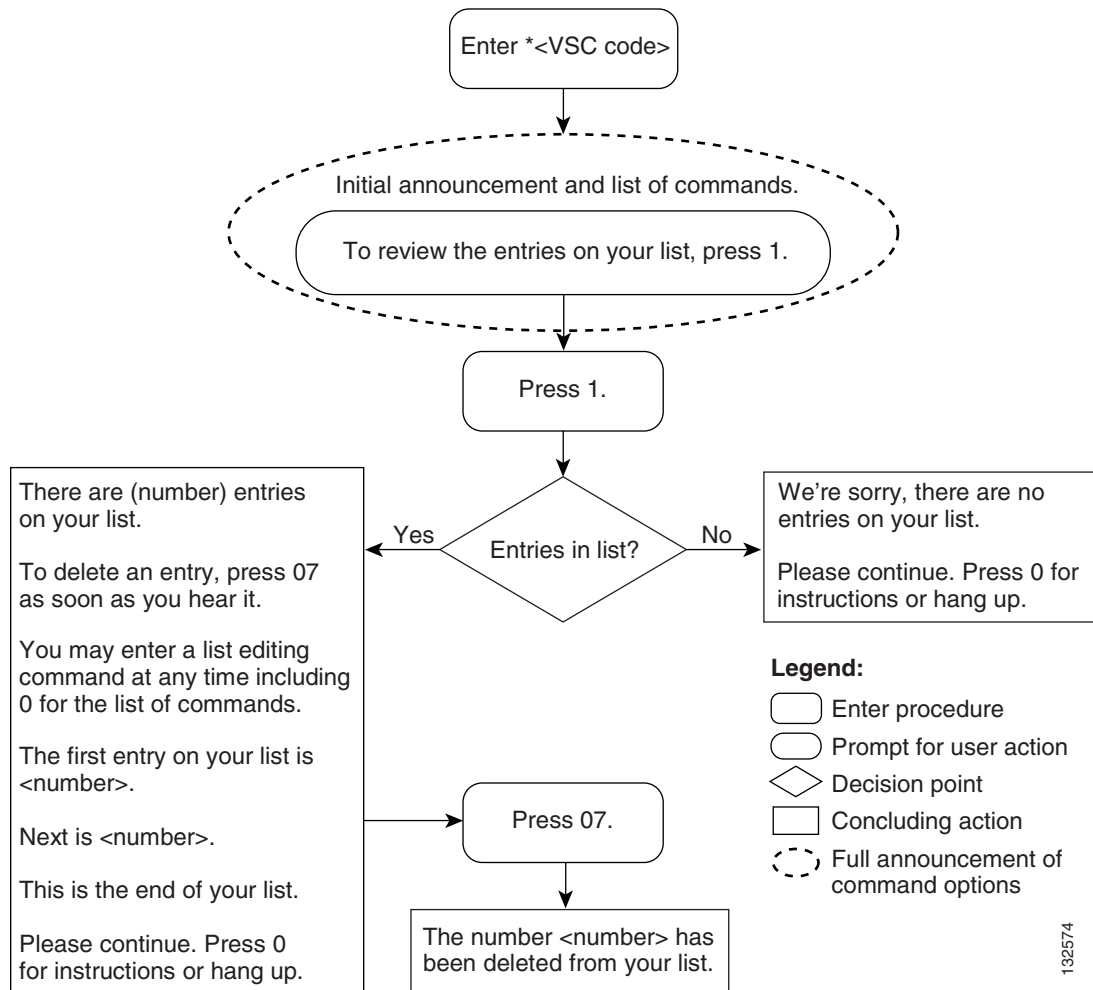 Enter *<VSC code>
Initial announcement and list of commands.
To review the entries on your list, press 1.
Press 1.
Entries in list?
Yes
No
There are (number) entries
on your list.
To delete an entry, press 07
as soon as you hear it.
You may enter a list editing
command at any time including
0 for the list of commands.
The first entry on your list is
<number>.
Next is <number>.
This is the end of your list.
Please continue. Press 0
for instructions or hang up.
We're sorry, there are no
entries on your list.
Please continue. Press 0 for
instructions or hang up.
Press 07.
The number <number> has
been deleted from your list.
Legend:
Enter procedure
Prompt for user action
Decision point
Concluding action
Full announcement of
command options
132574